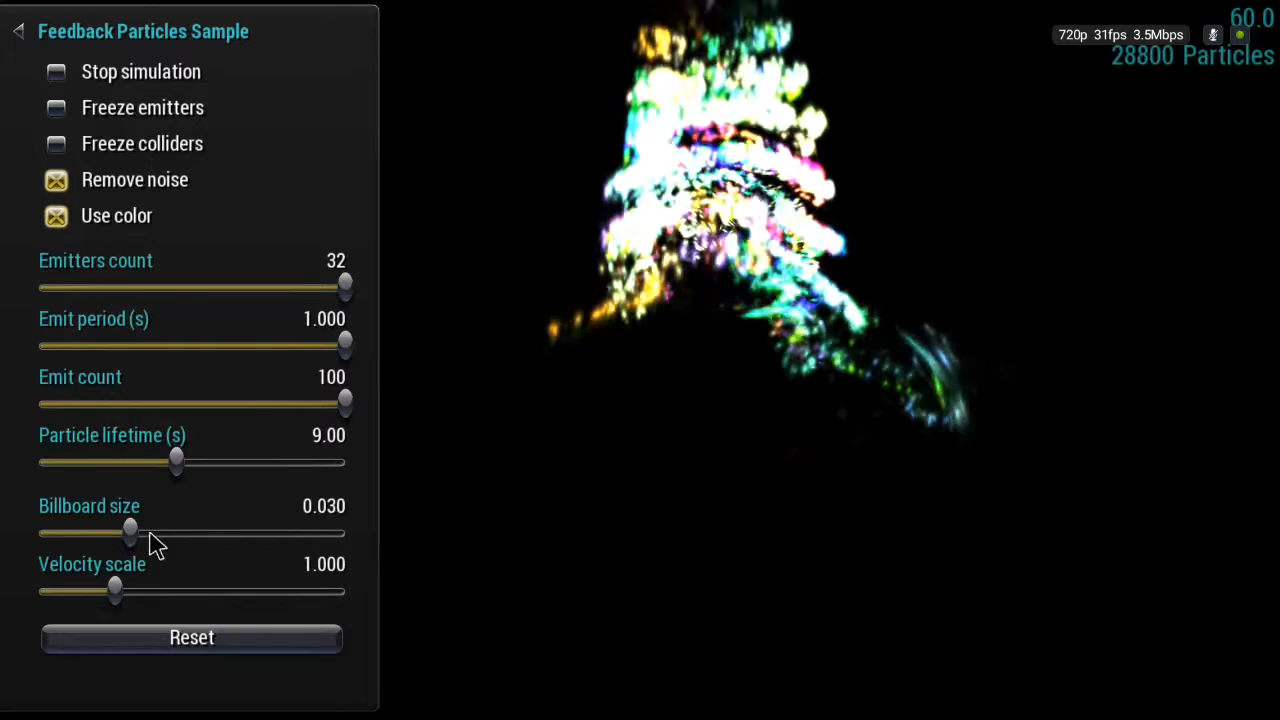 Feedback Particles Sample
60.0
720p 31fps 3.5Mbps
28800 Particles
Stop simulation
Freeze emitters
Freeze colliders
Remove noise
Use color
Emitters count 32
Emit period (s) 1.000
Emit count 100
Particle lifetime (s) 9.00
Billboard size 0.030
Velocity scale 1.000
Reset